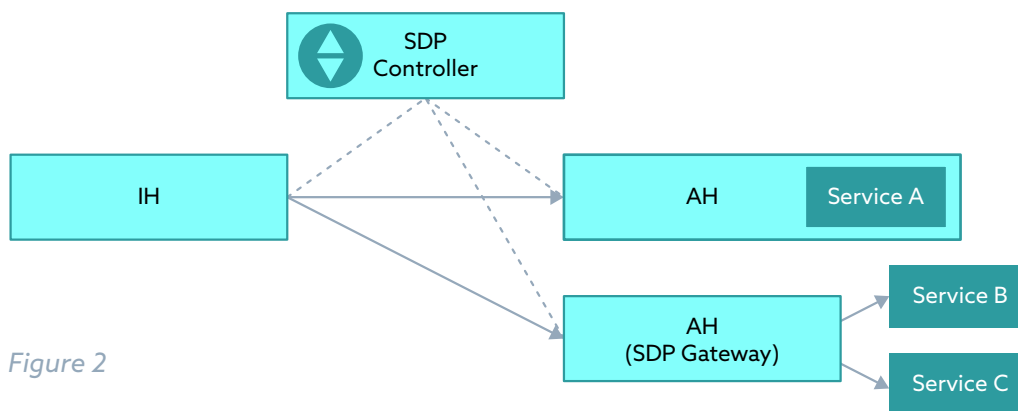 SDP
Controller
IH
AH
Service A
AH
(SDP Gateway)
Service B
Service C
Figure 2